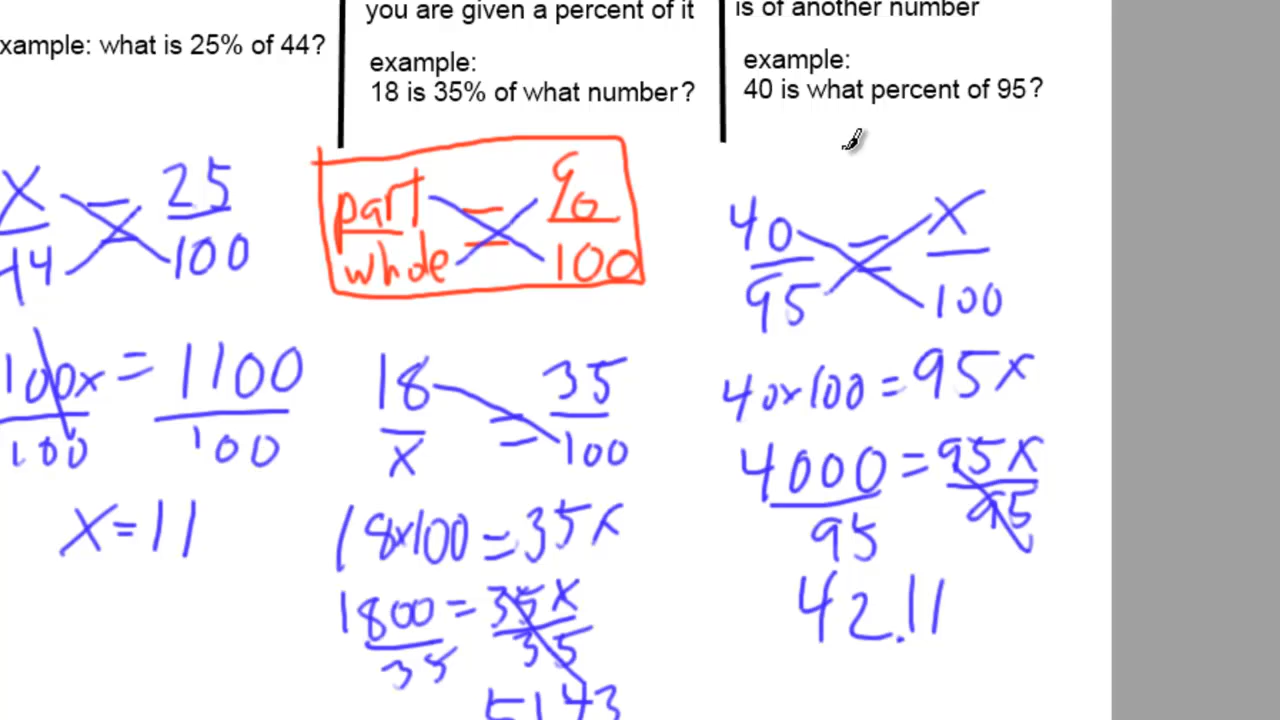 xample: what is 25% of 44?
x = 25
44 100
100x = 1100
100 100
x = 11
you are given a percent of it
example:
18 is 35% of what number?
part = %
whole 100
18 = 35
x 100
18x100 = 35x
1800 = 35x
35 35
51.43
is of another number
example:
40 is what percent of 95?
40 = x
95 100
40x100 = 95x
4000 = 95x
95 95
42.11